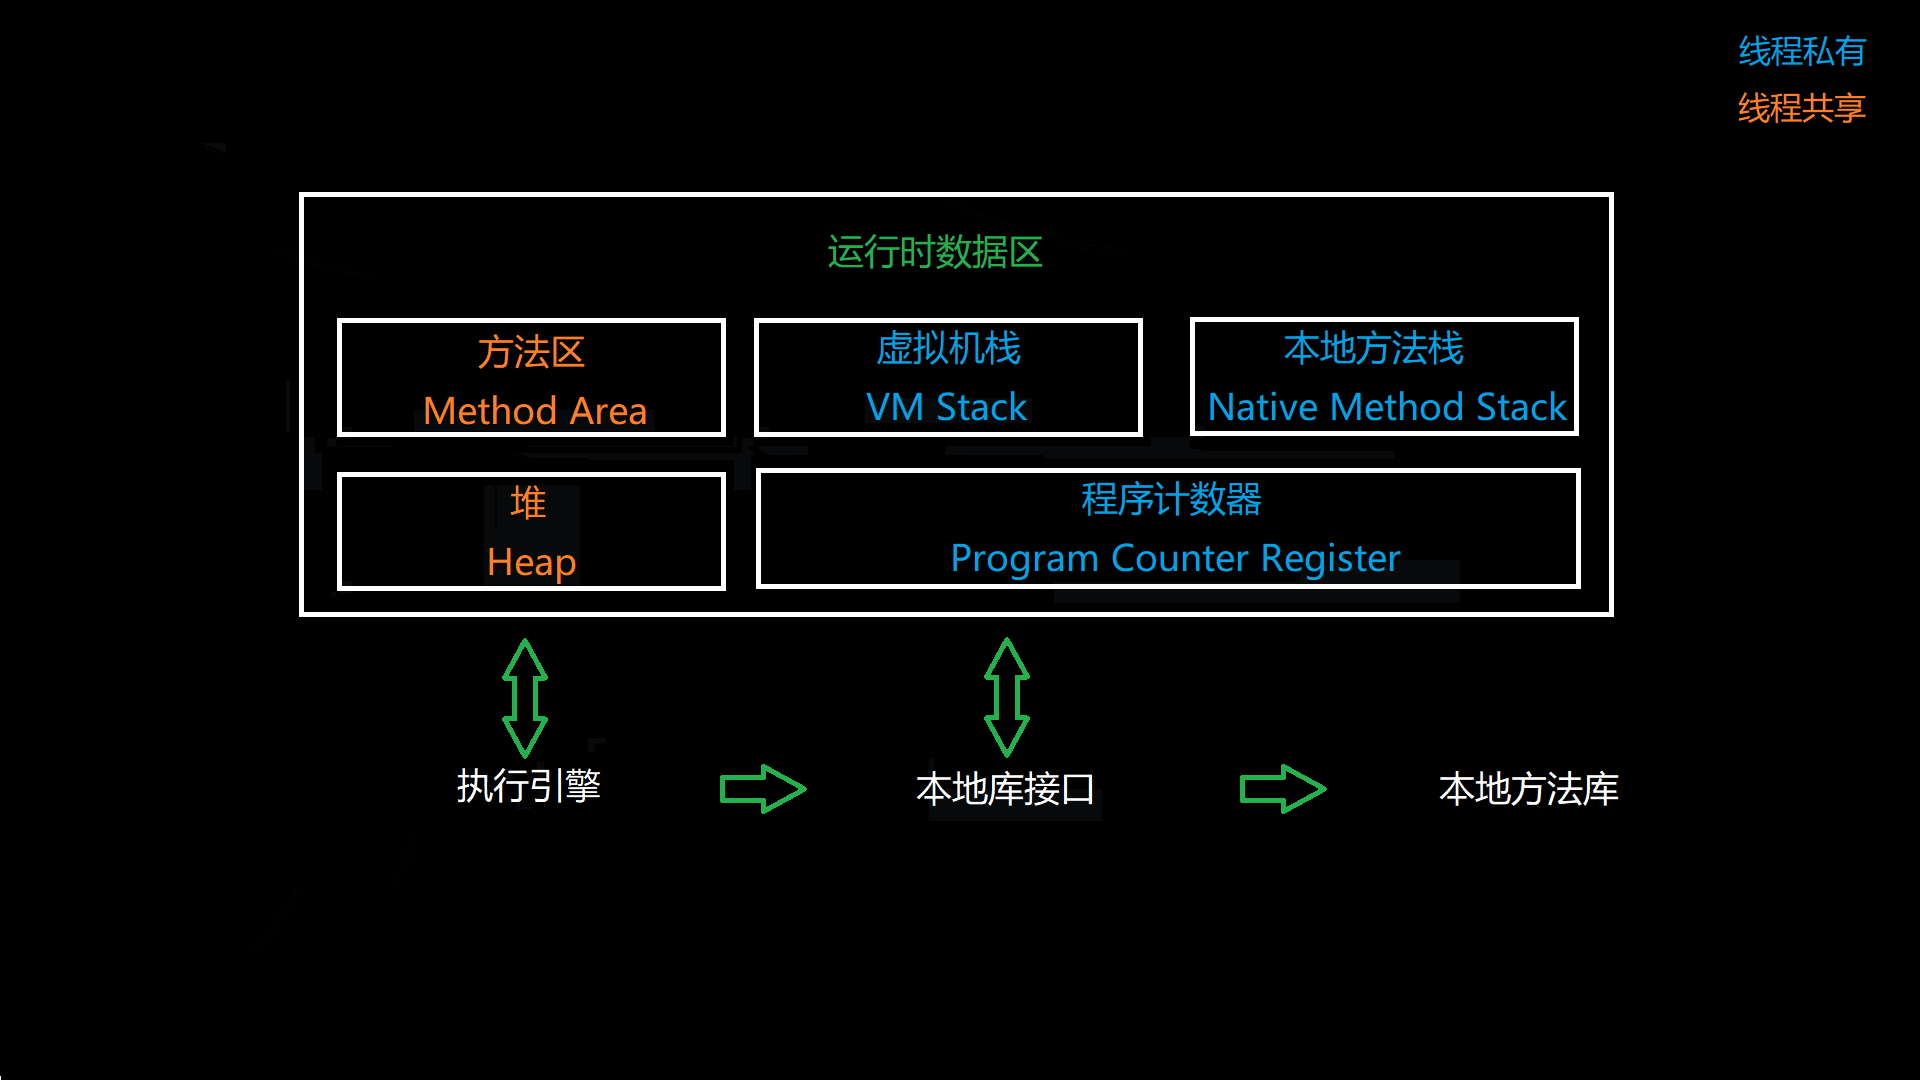 线程私有
线程共享
运行时数据区
方法区
Method Area
虚拟机栈
VM Stack
本地方法栈
Native Method Stack
堆
Heap
程序计数器
Program Counter Register
执行引擎
本地库接口
本地方法库